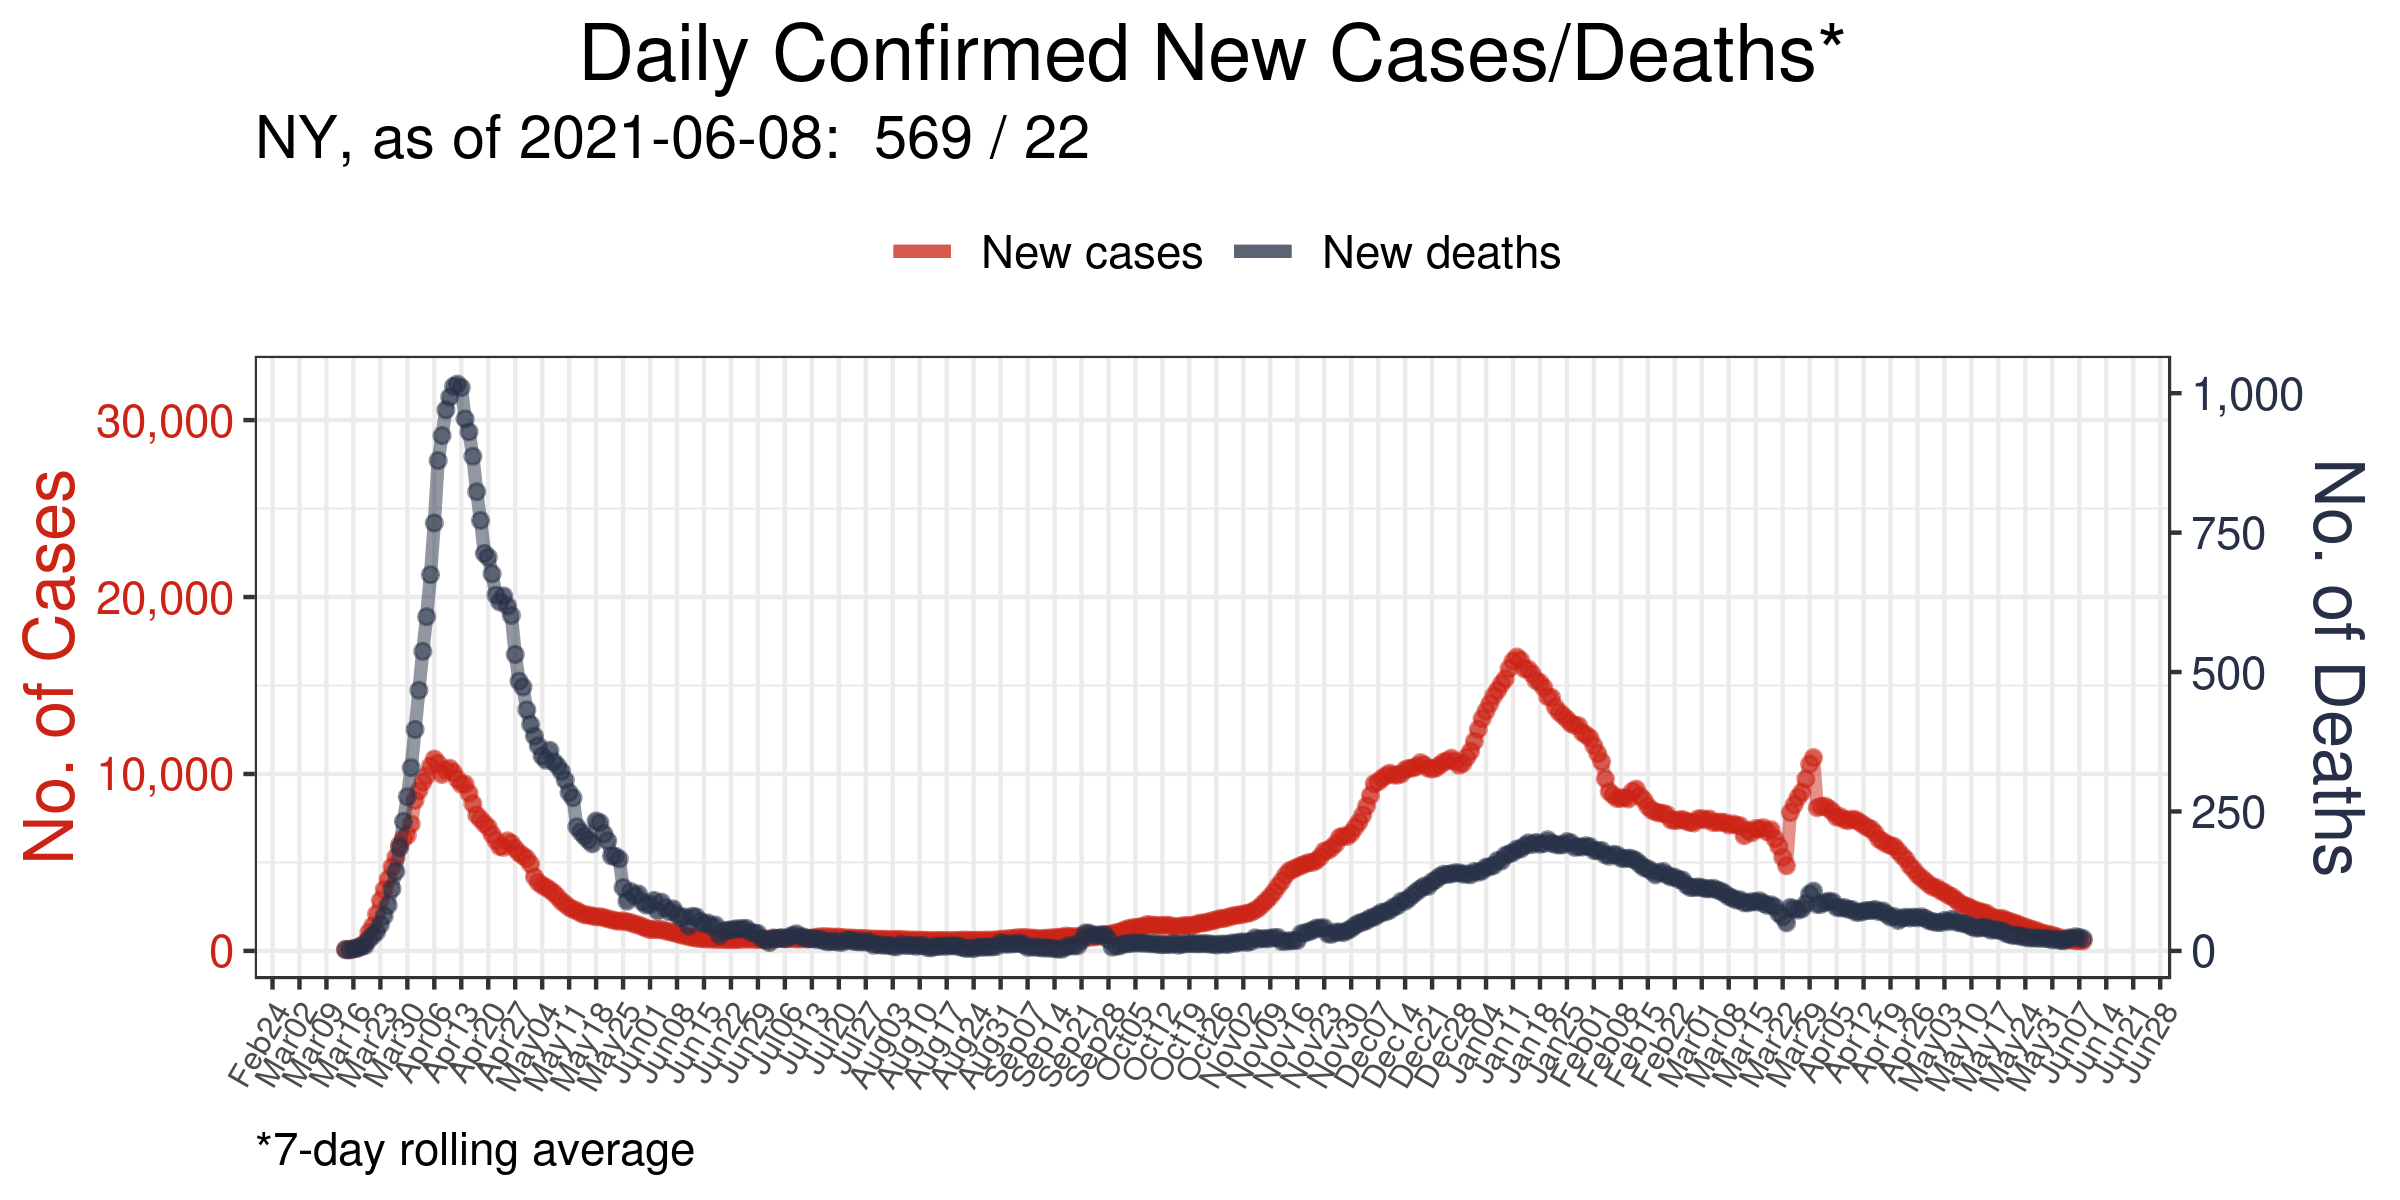 Daily Confirmed New Cases/Deaths*
NY, as of 2021-06-08:  569 / 22
New cases
New deaths
No. of Cases
30,000
20,000
10,000
0
1,000
750
500
250
0
No. of Deaths
Feb24
Mar02
Mar09
Mar16
Mar23
Mar30
Apr06
Apr13
Apr20
Apr27
May04
May11
May18
May25
Jun01
Jun08
Jun15
Jun22
Jun29
Jul06
Jul13
Jul20
Jul27
Aug03
Aug10
Aug17
Aug24
Aug31
Sep07
Sep14
Sep21
Sep28
Oct05
Oct12
Oct19
Oct26
Nov02
Nov09
Nov16
Nov23
Nov30
Dec07
Dec14
Dec21
Dec28
Jan04
Jan11
Jan18
Jan25
Feb01
Feb08
Feb15
Feb22
Mar01
Mar08
Mar15
Mar22
Mar29
Apr05
Apr12
Apr19
Apr26
May03
May10
May17
May24
May31
Jun07
Jun14
Jun21
Jun28
*7-day rolling average